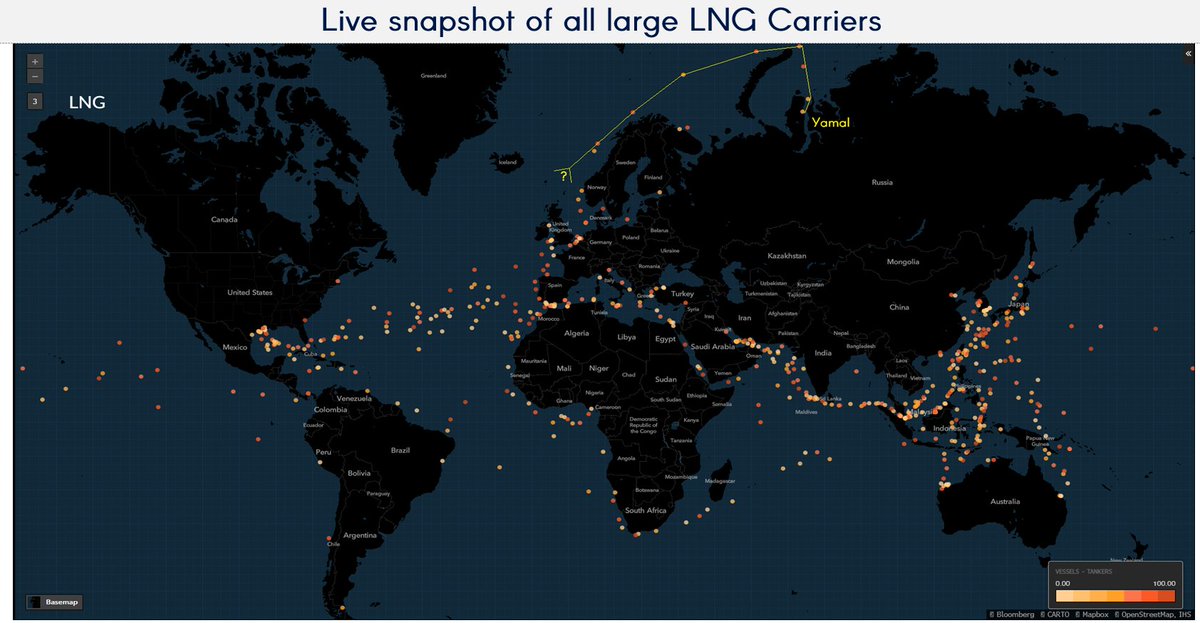 Live snapshot of all large LNG Carriers
+
−
3
LNG
«
Greenland
Iceland
Yamal
?
Sweden
Finland
Norway
Russia
Canada
United
Kingdom
Denmark
Belarus
Poland
Germany
Ukraine
France
Romania
Kazakhstan
Mongolia
United States
Spain
Italy
Greece
Turkey
Uzbekistan
Kyrgyzstan
Turkmenistan
Tajikistan
China
Japan
Morocco
Tunisia
Syria
Iraq
Iran
Afghanistan
Algeria
Libya
Egypt
Kuwait
Pakistan
Nepal
Bangladesh
Mexico
Cuba
Saudi Arabia
Oman
India
Laos
Mauritania
Mali
Niger
Chad
Sudan
Yemen
Thailand
Vietnam
Senegal
Philippines
Venezuela
Colombia
Ghana
Nigeria
Cameroon
South Sudan
Ethiopia
Somalia
Maldives
Sri Lanka
Malaysia
Ecuador
Democratic
Republic of
the Congo
Kenya
Indonesia
Peru
Brazil
Tanzania
Papua New
Guinea
Bolivia
Angola
Mozambique
Madagascar
Paraguay
Botswana
South Africa
Australia
Argentina
Chile
New Zealand
VESSELS - TANKERS
0.00 100.00
Basemap
© Bloomberg © CARTO © Mapbox © OpenStreetMap, IHS